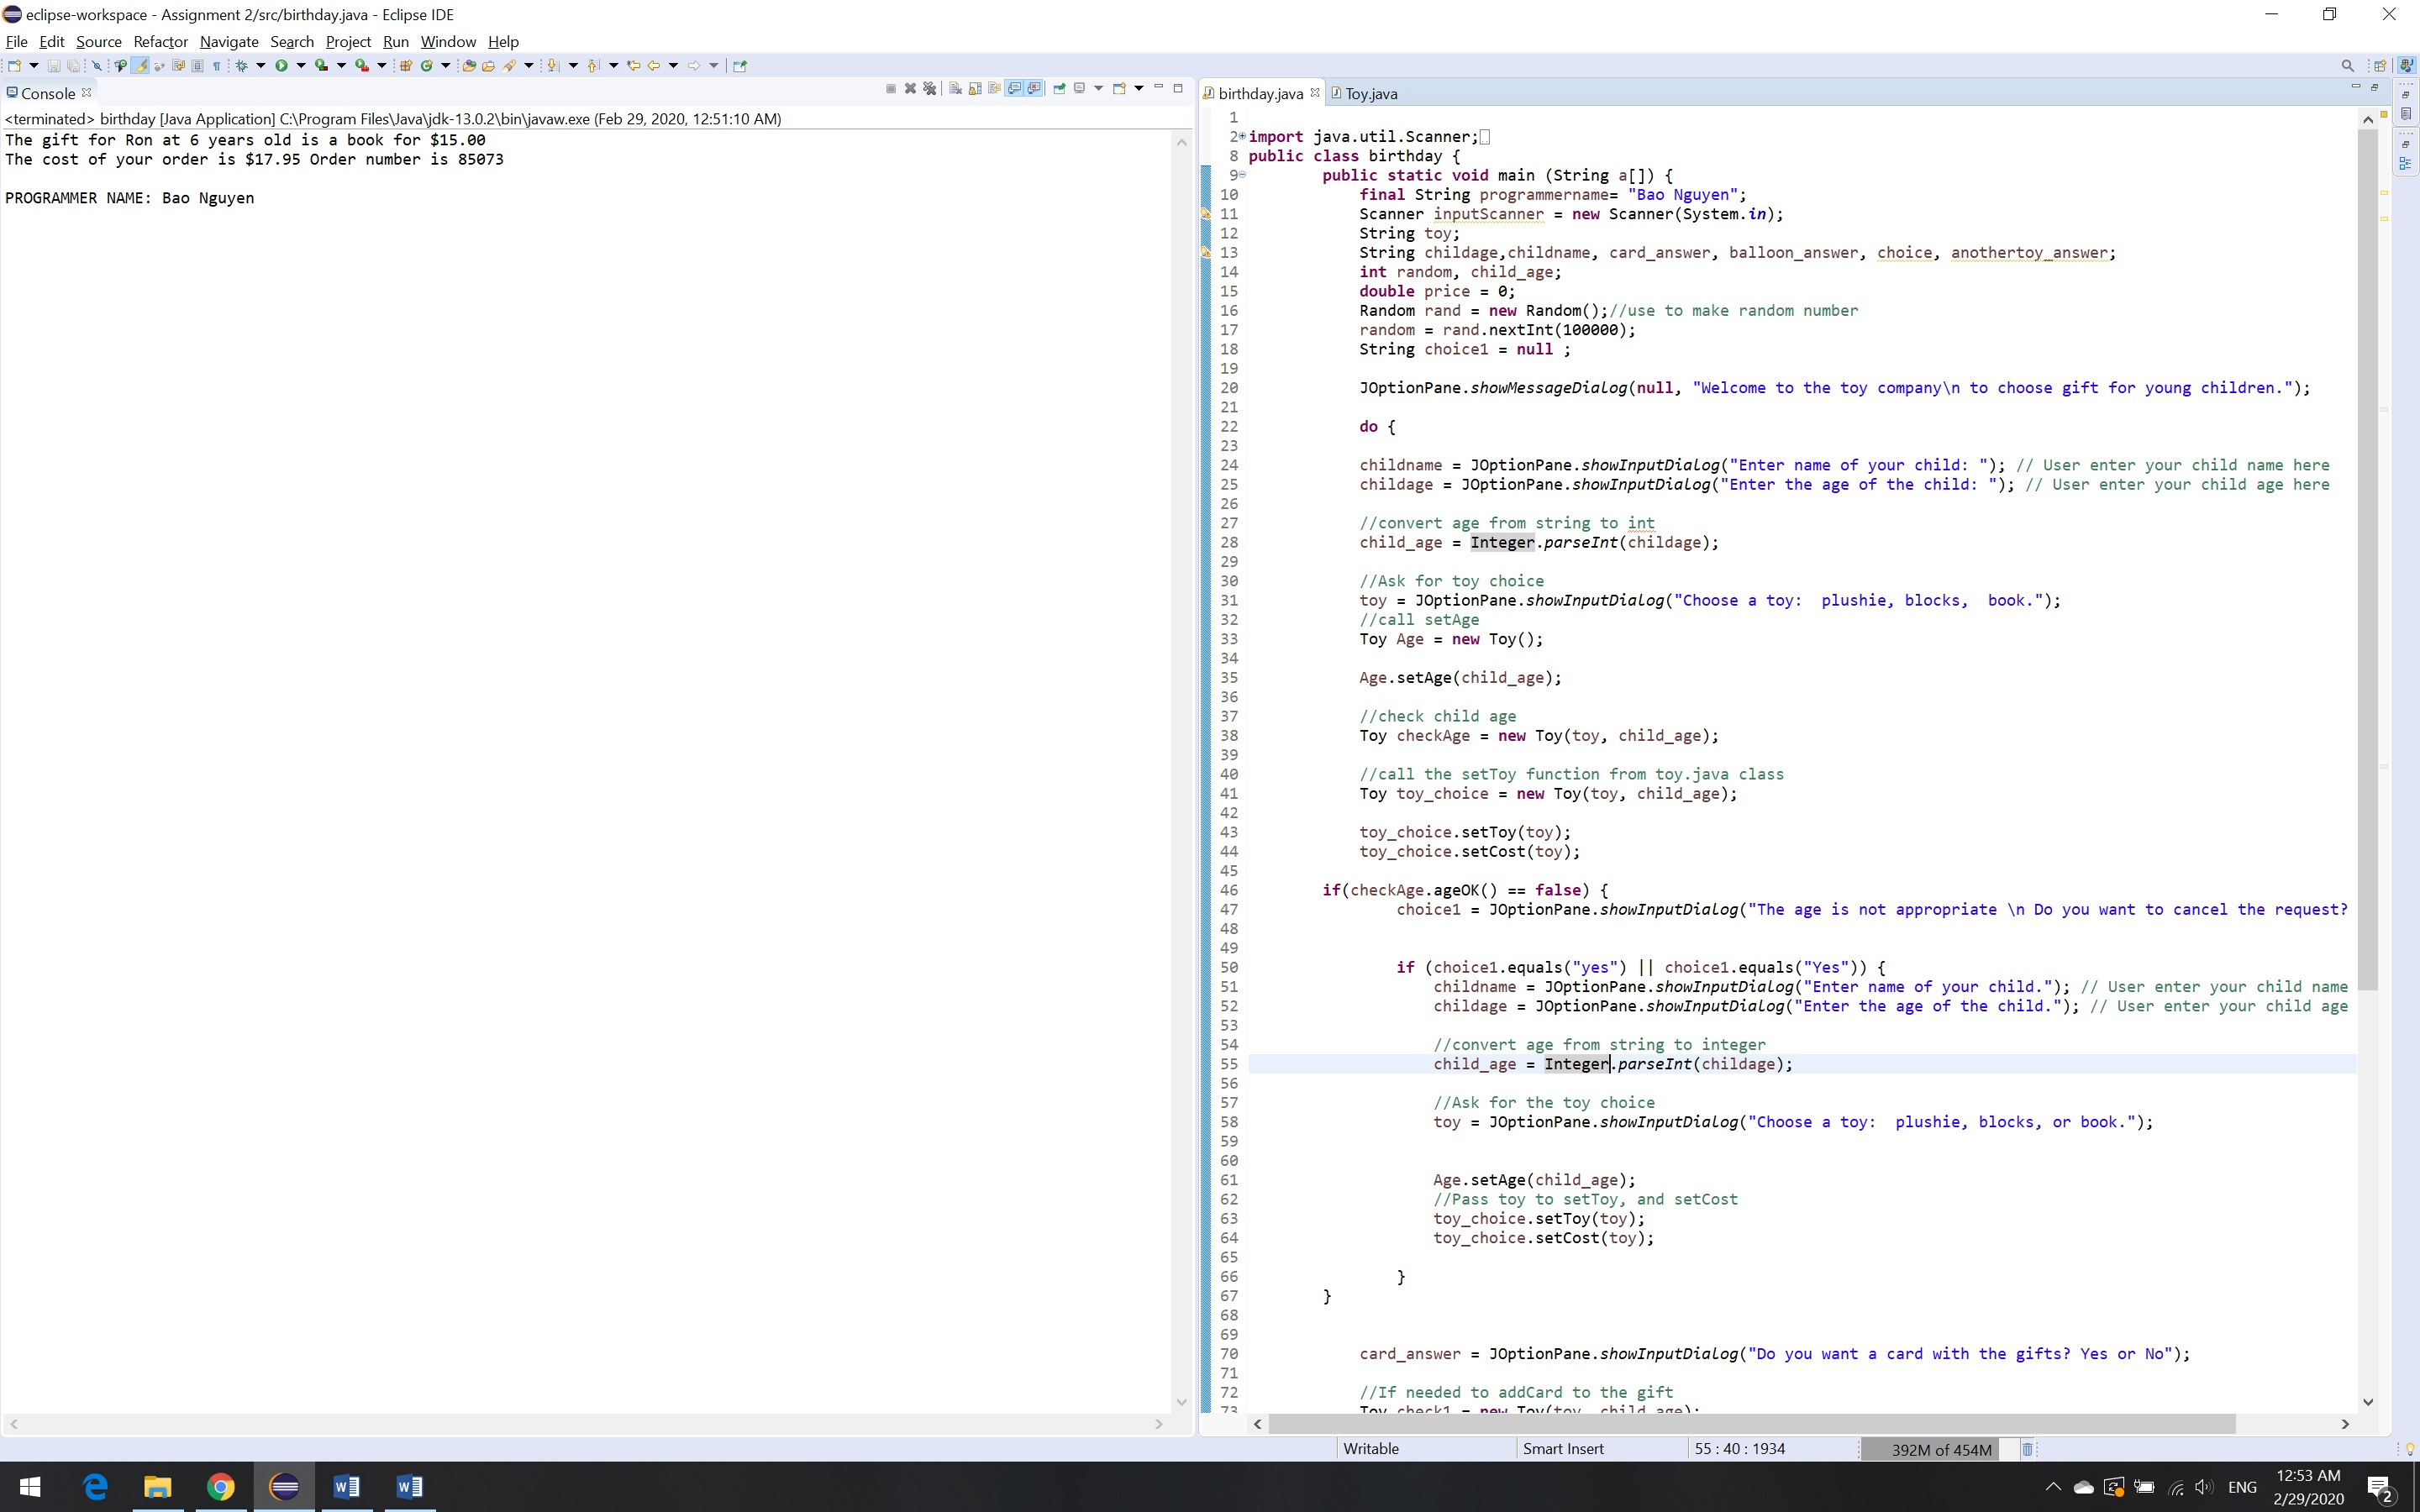 eclipse-workspace - Assignment 2/src/birthday.java - Eclipse IDE
File Edit Source Refactor Navigate Search Project Run Window Help
Console
<terminated> birthday [Java Application] C:\Program Files\Java\jdk-13.0.2\bin\javaw.exe (Feb 29, 2020, 12:51:10 AM)
The gift for Ron at 6 years old is a book for $15.00
The cost of your order is $17.95 Order number is 85073
PROGRAMMER NAME: Bao Nguyen
birthday.java Toy.java
1
2 import java.util.Scanner;
8 public class birthday {
9 public static void main (String a[]) {
10 final String programmername= "Bao Nguyen";
11 Scanner inputScanner = new Scanner(System.in);
12 String toy;
13 String childage,childname, card_answer, balloon_answer, choice, anothertoy_answer;
14 int random, child_age;
15 double price = 0;
16 Random rand = new Random();//use to make random number
17 random = rand.nextInt(100000);
18 String choice1 = null ;
19
20 JOptionPane.showMessageDialog(null, "Welcome to the toy company\n to choose gift for young children.");
21
22 do {
23
24 childname = JOptionPane.showInputDialog("Enter name of your child: "); // User enter your child name here
25 childage = JOptionPane.showInputDialog("Enter the age of the child: "); // User enter your child age here
26
27 //convert age from string to int
28 child_age = Integer.parseInt(childage);
29
30 //Ask for toy choice
31 toy = JOptionPane.showInputDialog("Choose a toy:  plushie, blocks,  book.");
32 //call setAge
33 Toy Age = new Toy();
34
35 Age.setAge(child_age);
36
37 //check child age
38 Toy checkAge = new Toy(toy, child_age);
39
40 //call the setToy function from toy.java class
41 Toy toy_choice = new Toy(toy, child_age);
42
43 toy_choice.setToy(toy);
44 toy_choice.setCost(toy);
45
46 if(checkAge.ageOK() == false) {
47 choice1 = JOptionPane.showInputDialog("The age is not appropriate \n Do you want to cancel the request?
48
49
50 if (choice1.equals("yes") || choice1.equals("Yes")) {
51 childname = JOptionPane.showInputDialog("Enter name of your child."); // User enter your child name
52 childage = JOptionPane.showInputDialog("Enter the age of the child."); // User enter your child age
53
54 //convert age from string to integer
55 child_age = Integer.parseInt(childage);
56
57 //Ask for the toy choice
58 toy = JOptionPane.showInputDialog("Choose a toy:  plushie, blocks, or book.");
59
60
61 Age.setAge(child_age);
62 //Pass toy to setToy, and setCost
63 toy_choice.setToy(toy);
64 toy_choice.setCost(toy);
65
66 }
67 }
68
69
70 card_answer = JOptionPane.showInputDialog("Do you want a card with the gifts? Yes or No");
71
72 //If needed to addCard to the gift
73 Toy check1 = new Toy(toy, child_age);
Writable Smart Insert 55 : 40 : 1934 392M of 454M
ENG 12:53 AM
2/29/2020 2